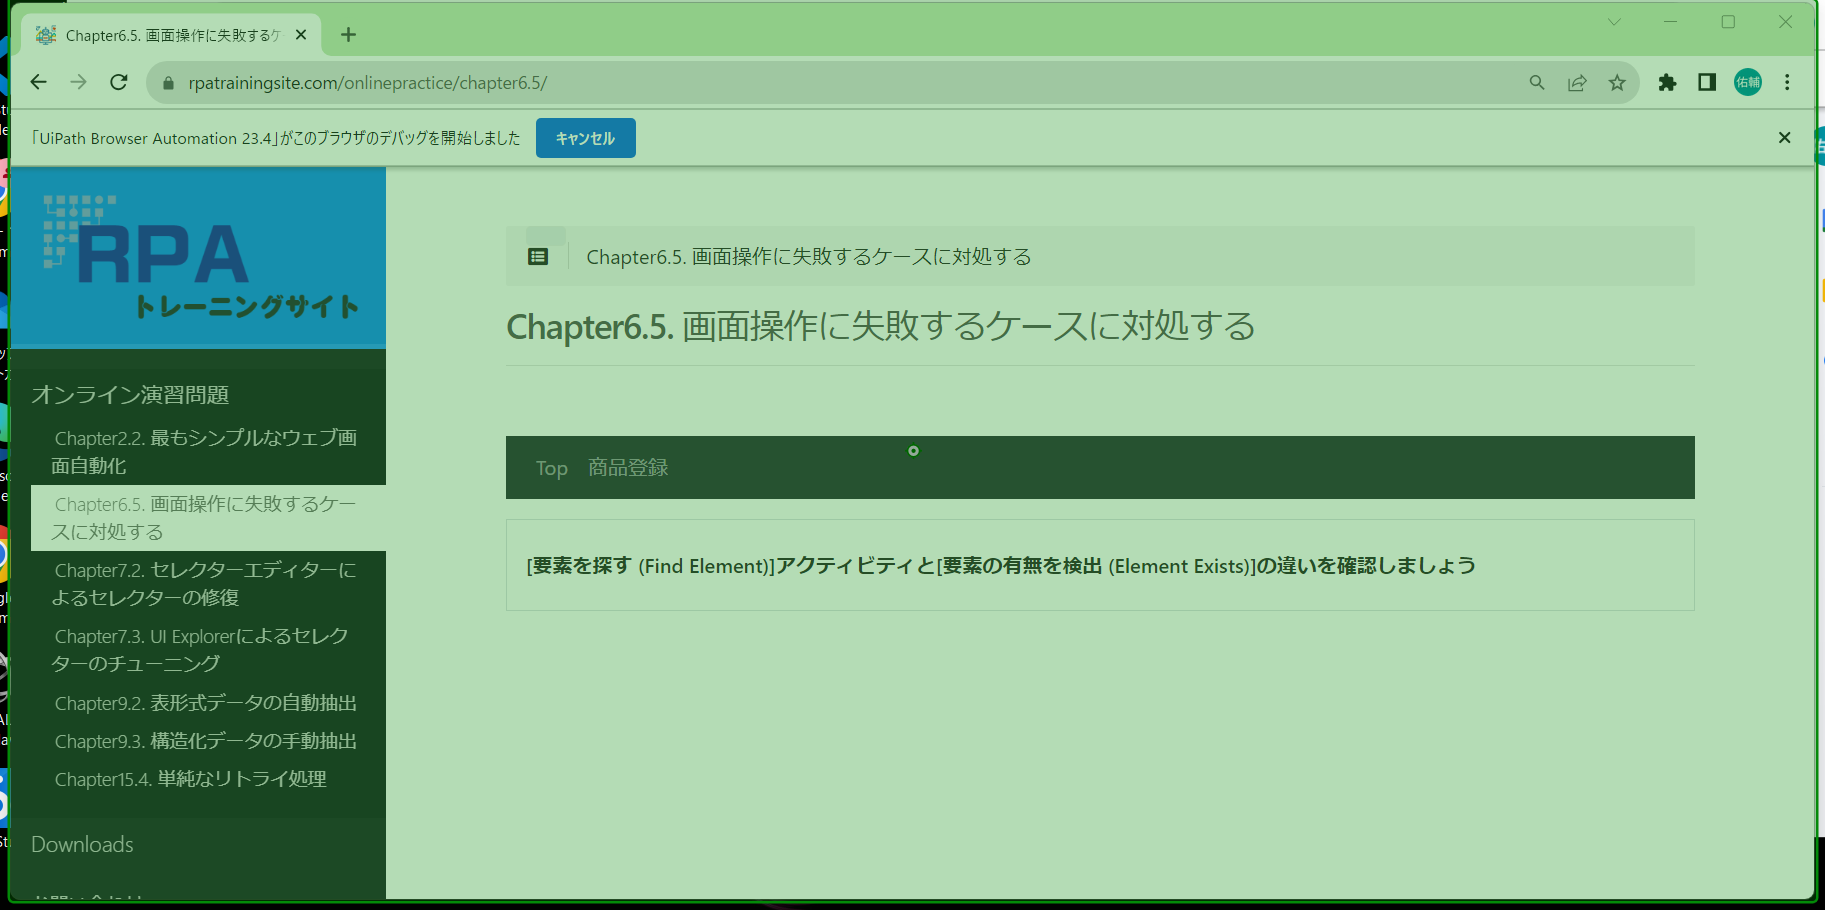 Chapter6.5. 画面操作に失敗するケ
rpatrainingsite.com/onlinepractice/chapter6.5/
佑輔
「UiPath Browser Automation 23.4」がこのブラウザのデバッグを開始しました
キャンセル
RPA
トレーニングサイト
オンライン演習問題
Chapter2.2. 最もシンプルなウェブ画
面自動化
Chapter6.5. 画面操作に失敗するケー
スに対処する
Chapter7.2. セレクターエディターに
よるセレクターの修復
Chapter7.3. UI Explorerによるセレク
ターのチューニング
Chapter9.2. 表形式データの自動抽出
Chapter9.3. 構造化データの手動抽出
Chapter15.4. 単純なリトライ処理
Downloads
Chapter6.5. 画面操作に失敗するケースに対処する
Chapter6.5. 画面操作に失敗するケースに対処する
Top 商品登録
[要素を探す (Find Element)]アクティビティと[要素の有無を検出 (Element Exists)]の違いを確認しましょう